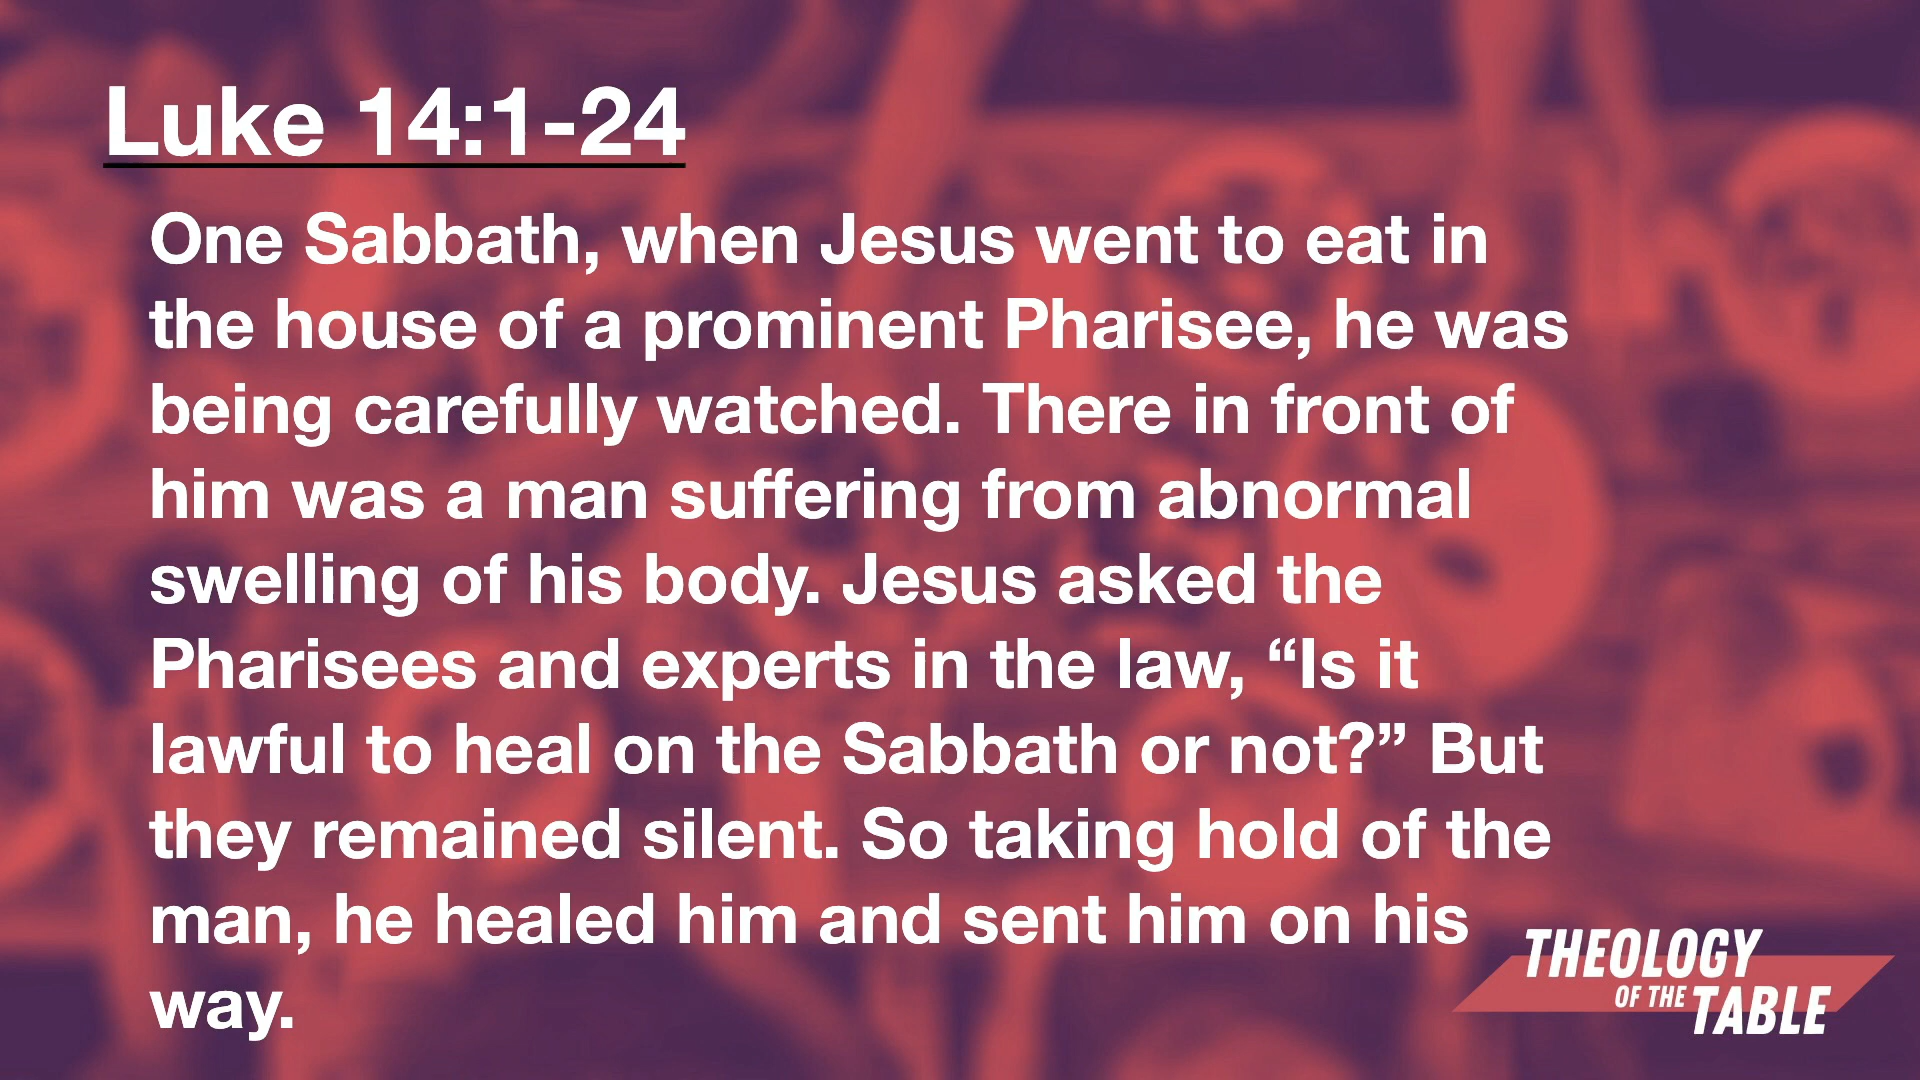 Luke 14:1-24
One Sabbath, when Jesus went to eat in
the house of a prominent Pharisee, he was
being carefully watched. There in front of
him was a man suffering from abnormal
swelling of his body. Jesus asked the
Pharisees and experts in the law, “Is it
lawful to heal on the Sabbath or not?” But
they remained silent. So taking hold of the
man, he healed him and sent him on his
way.
THEOLOGY
OF THE TABLE